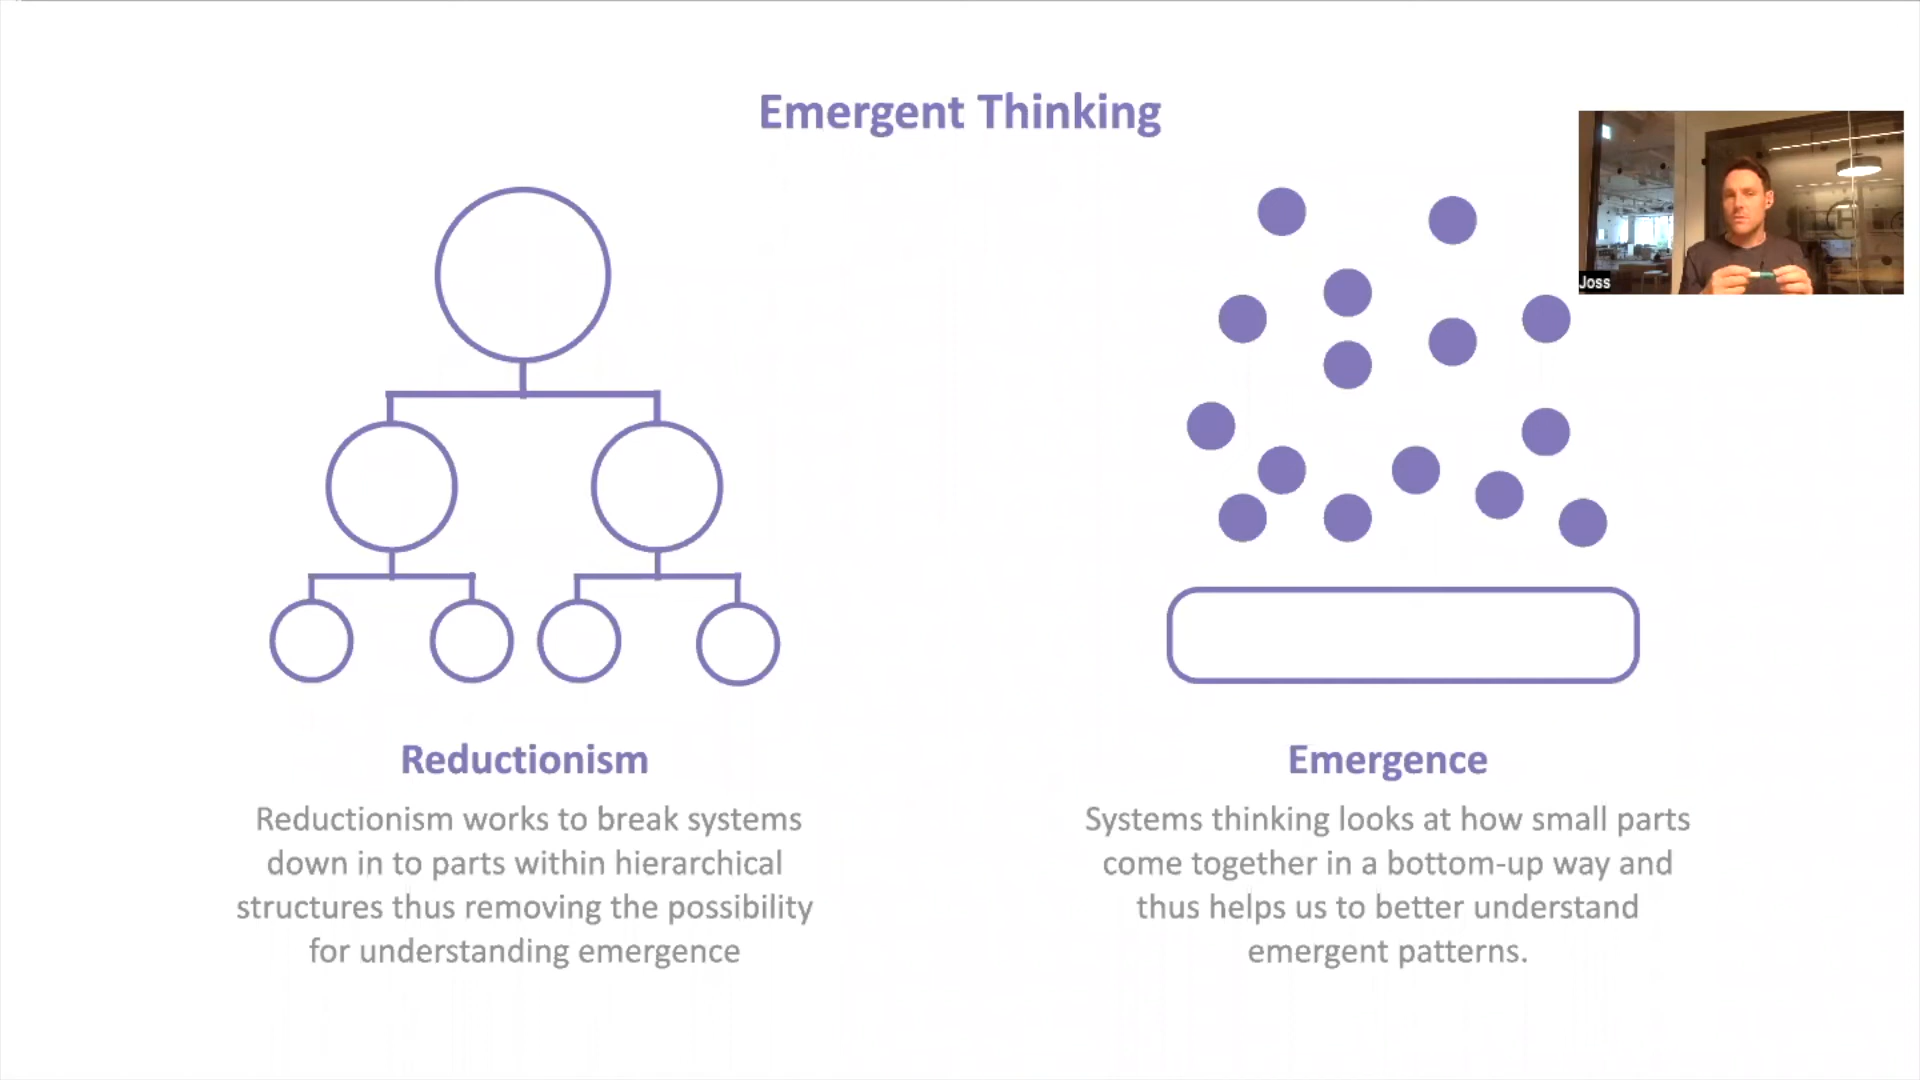 Emergent Thinking
Joss
Reductionism
Reductionism works to break systems
down in to parts within hierarchical
structures thus removing the possibility
for understanding emergence
Emergence
Systems thinking looks at how small parts
come together in a bottom-up way and
thus helps us to better understand
emergent patterns.